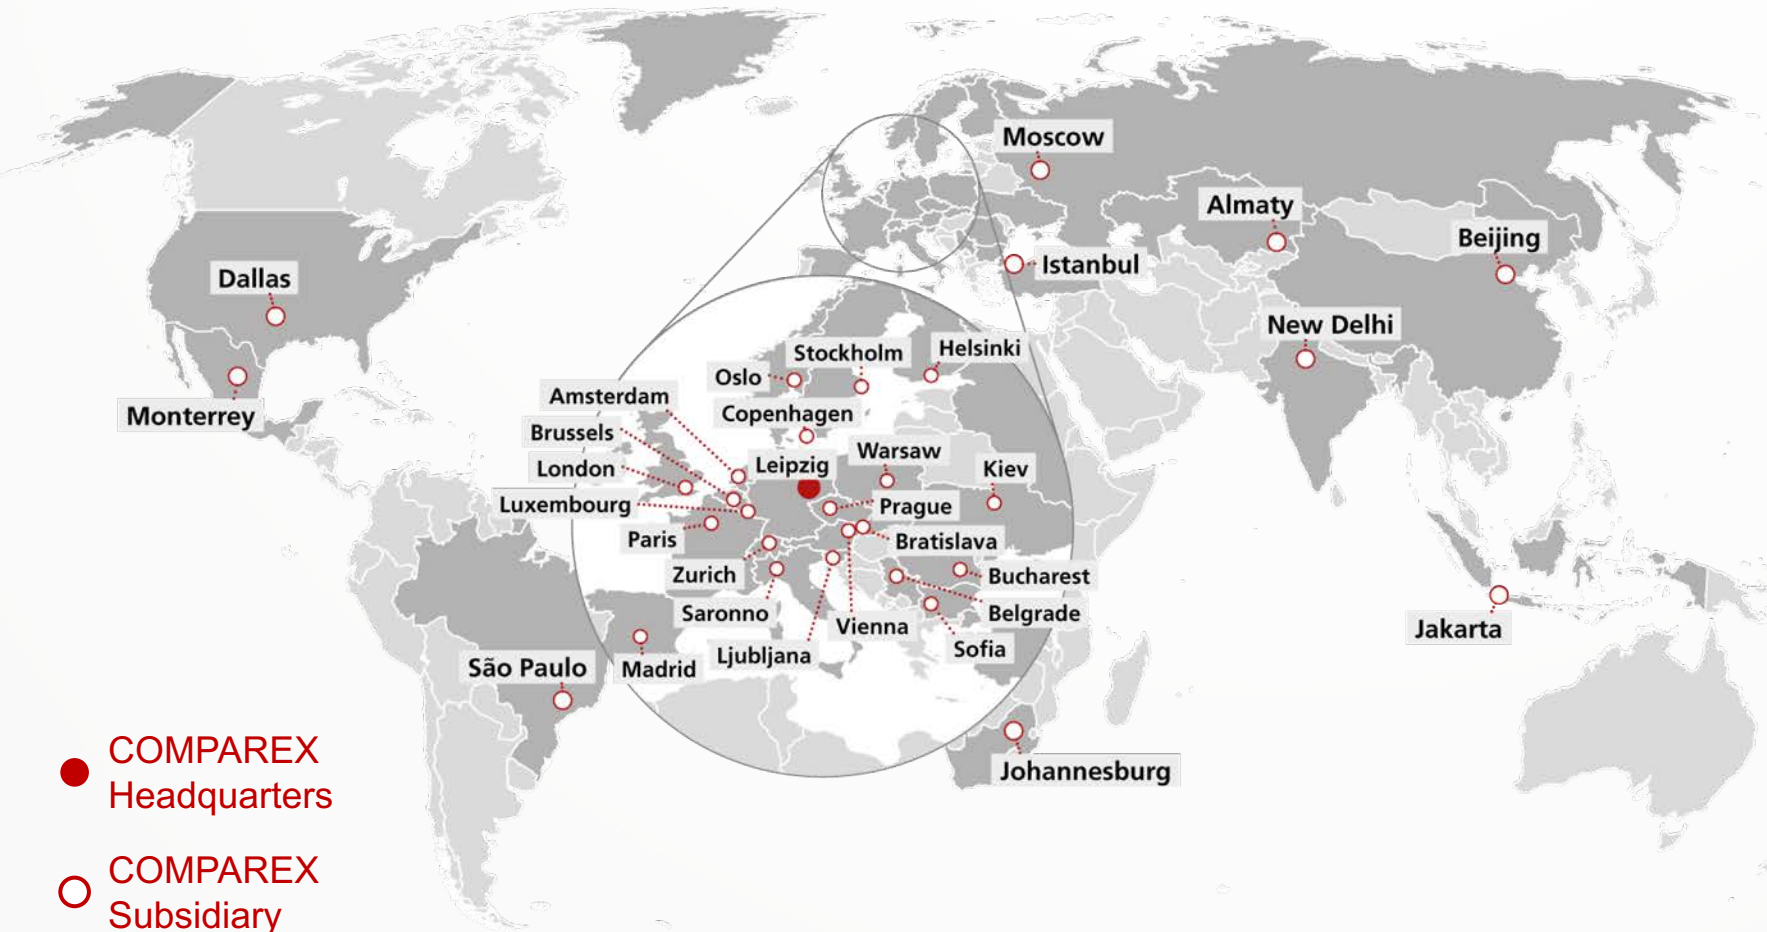 Moscow
Almaty
Beijing
Istanbul
Dallas
New Delhi
Monterrey
Stockholm
Helsinki
Oslo
Amsterdam
Copenhagen
Brussels
Warsaw
London
Leipzig
Kiev
Luxembourg
Prague
Paris
Bratislava
Zurich
Bucharest
Saronno
Belgrade
Vienna
Ljubljana
Sofia
Madrid
São Paulo
Jakarta
Johannesburg
COMPAREX
Headquarters
COMPAREX
Subsidiary